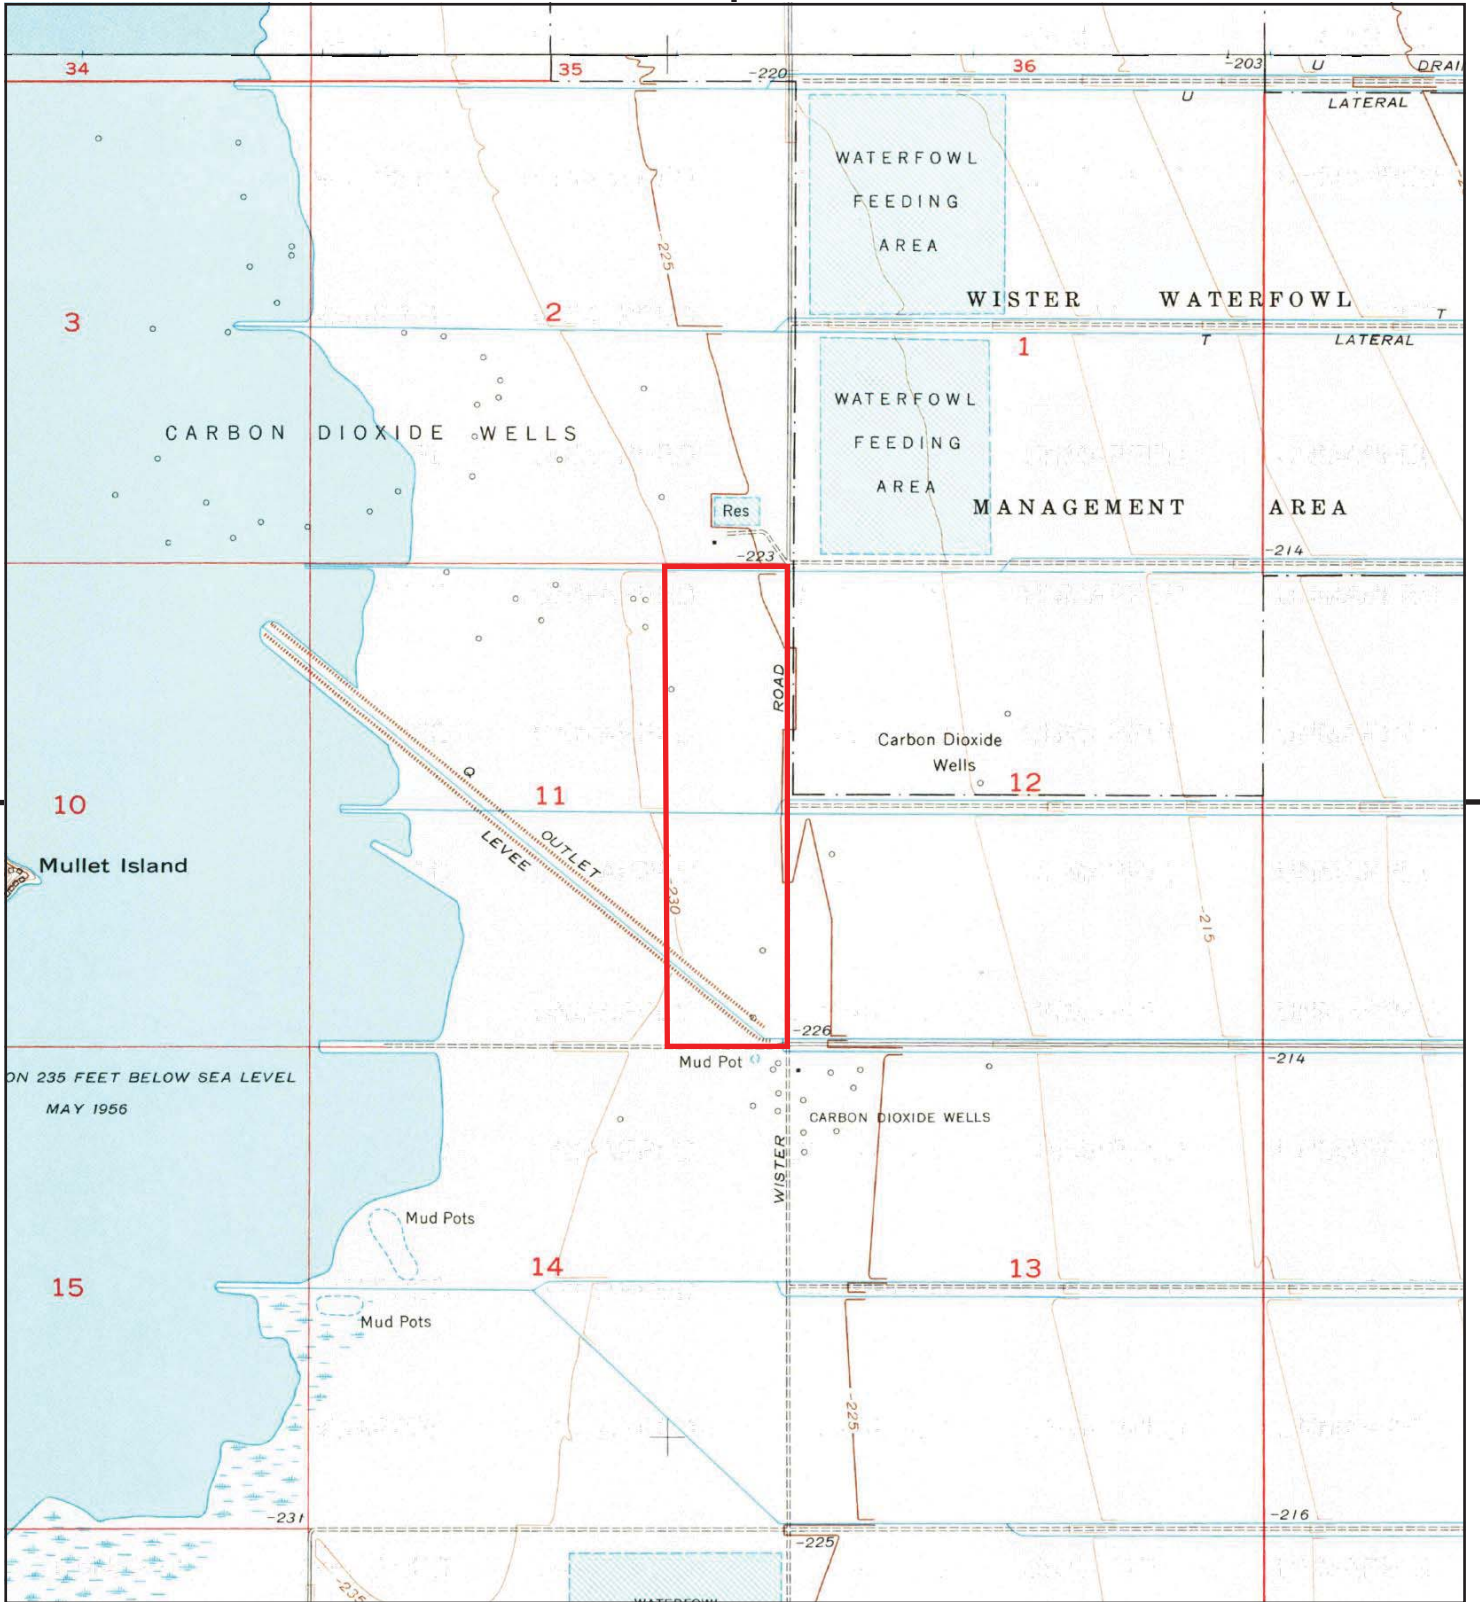 34
35
-220
36
-203
U
DRAI
U
LATERAL
WATERFOWL
FEEDING
AREA
-225
WISTER WATERFOWL
3
2
T
1
T
LATERAL
WATERFOWL
FEEDING
AREA
CARBON DIOXIDE WELLS
MANAGEMENT AREA
Res
-223
-214
ROAD
Carbon Dioxide
Wells
Q
10
11
12
OUTLET
LEVEE
Mullet Island
-230
-215
-226
Mud Pot
-214
ON 235 FEET BELOW SEA LEVEL
MAY 1956
CARBON DIOXIDE WELLS
WISTER
Mud Pots
14
13
15
Mud Pots
-225
-231
-216
-225
-235
WATERFOWL